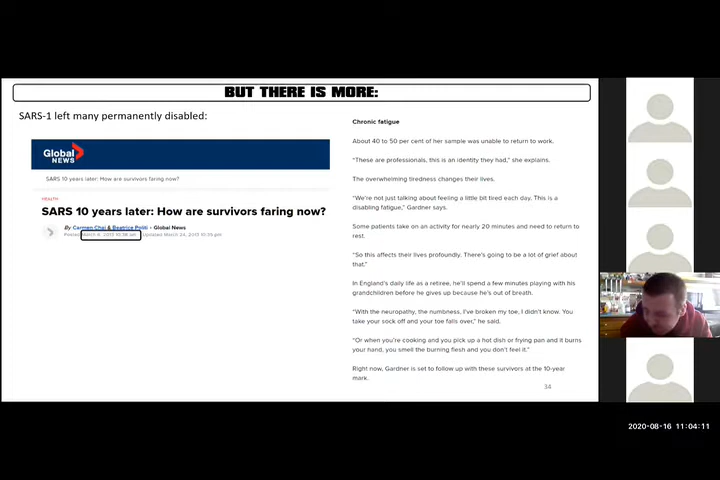 BUT THERE IS MORE:
SARS-1 left many permanently disabled:
Global
NEWS
SARS 10 years later: How are survivors faring now?
HEALTH
SARS 10 years later: How are survivors faring now?
By Carmen Chai & Beatrice Politi • Global News
Posted March
2013
Updated March 24, 2013 10:35 pm
Chronic fatigue
About 40 to 50 per cent of her sample was unable to return to work.
“These are professionals, this is an identity they had,” she explains.
The overwhelming tiredness changes their lives.
“We’re not just talking about feeling a little bit tired each day. This is a
disabling fatigue,” Gardner says.
Some patients take on an activity for nearly 20 minutes and need to return to
rest.
“So this affects their lives profoundly. There’s going to be a lot of grief about
that.”
In England’s daily life as a retiree, he’ll spend a few minutes playing with his
grandchildren before he gives up because he’s out of breath.
“With the neuropathy, the numbness, I’ve broken my toe, I didn’t know. You
take your sock off and your toe falls over,” he said.
“Or when you’re cooking and you pick up a hot dish or frying pan and it burns
your hand, you smell the burning flesh and you don’t feel it.”
Right now, Gardner is set to follow up with these survivors at the 10-year
mark.
34
2020-08-16 11:04:11